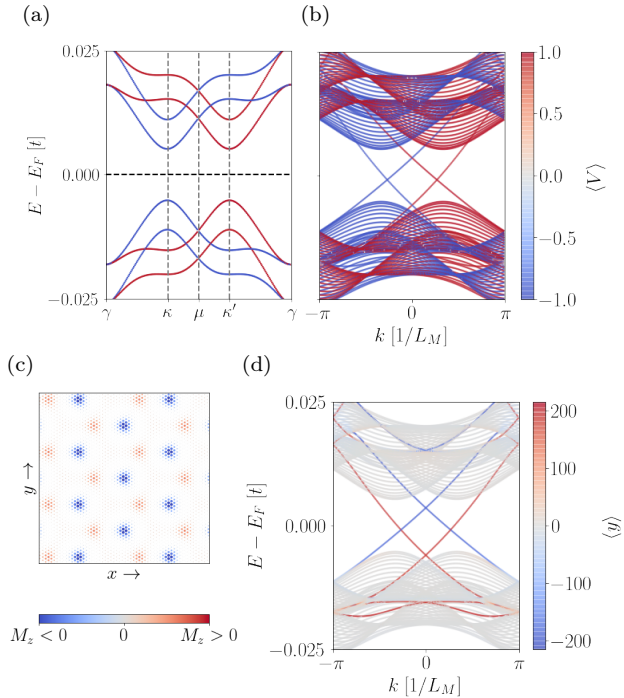 (a)
(b)
0.025
0.000
−0.025
E − E_F [t]
γ κ μ κ′ γ
−π 0 π
k [1/L_M]
1.0
0.5
0.0
−0.5
−1.0
⟨V⟩
(c)
(d)
y →
x →
M_z < 0 0 M_z > 0
0.025
0.000
−0.025
E − E_F [t]
−π 0 π
k [1/L_M]
200
100
0
−100
−200
⟨y⟩